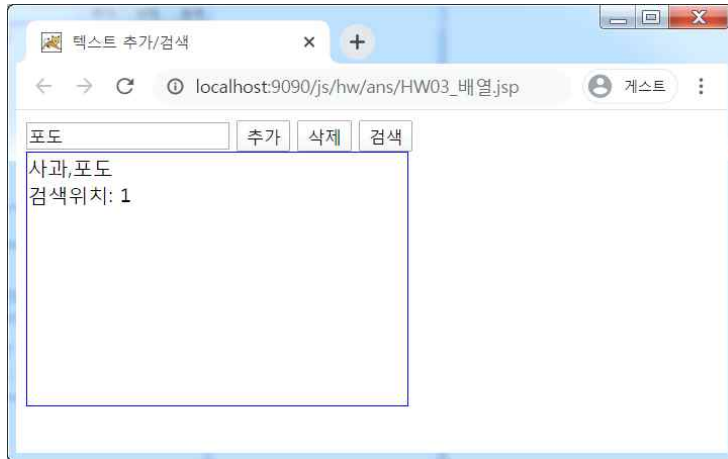 텍스트 추가/검색
localhost:9090/js/hw/ans/HW03_배열.jsp
게스트
포도 추가 삭제 검색
사과,포도
검색위치: 1